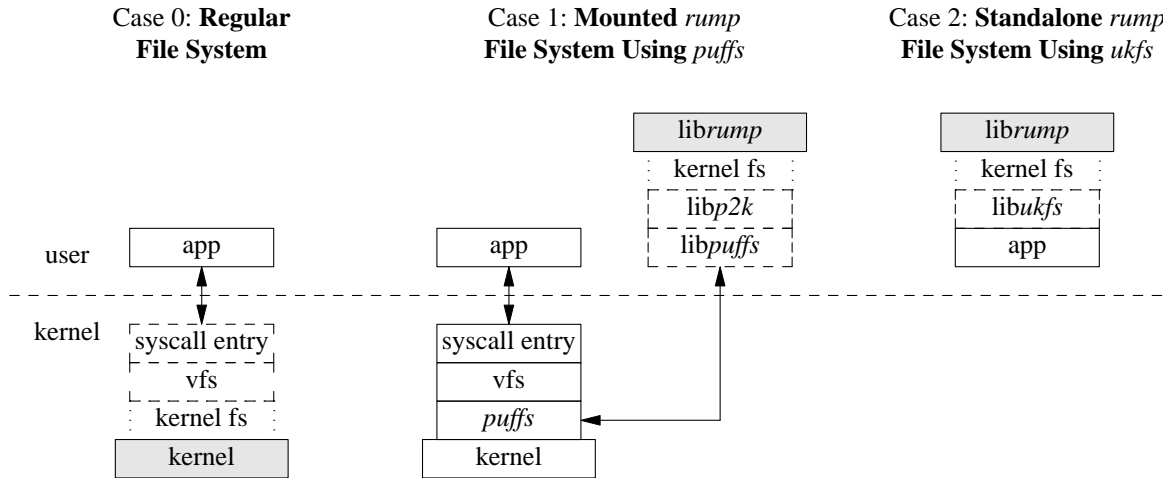 Case 0: Regular
File System
Case 1: Mounted rump
File System Using puffs
Case 2: Standalone rump
File System Using ukfs
librump
kernel fs
libp2k
libpuffs
librump
kernel fs
libukfs
app
user
app
app
kernel
syscall entry
vfs
kernel fs
kernel
syscall entry
vfs
puffs
kernel